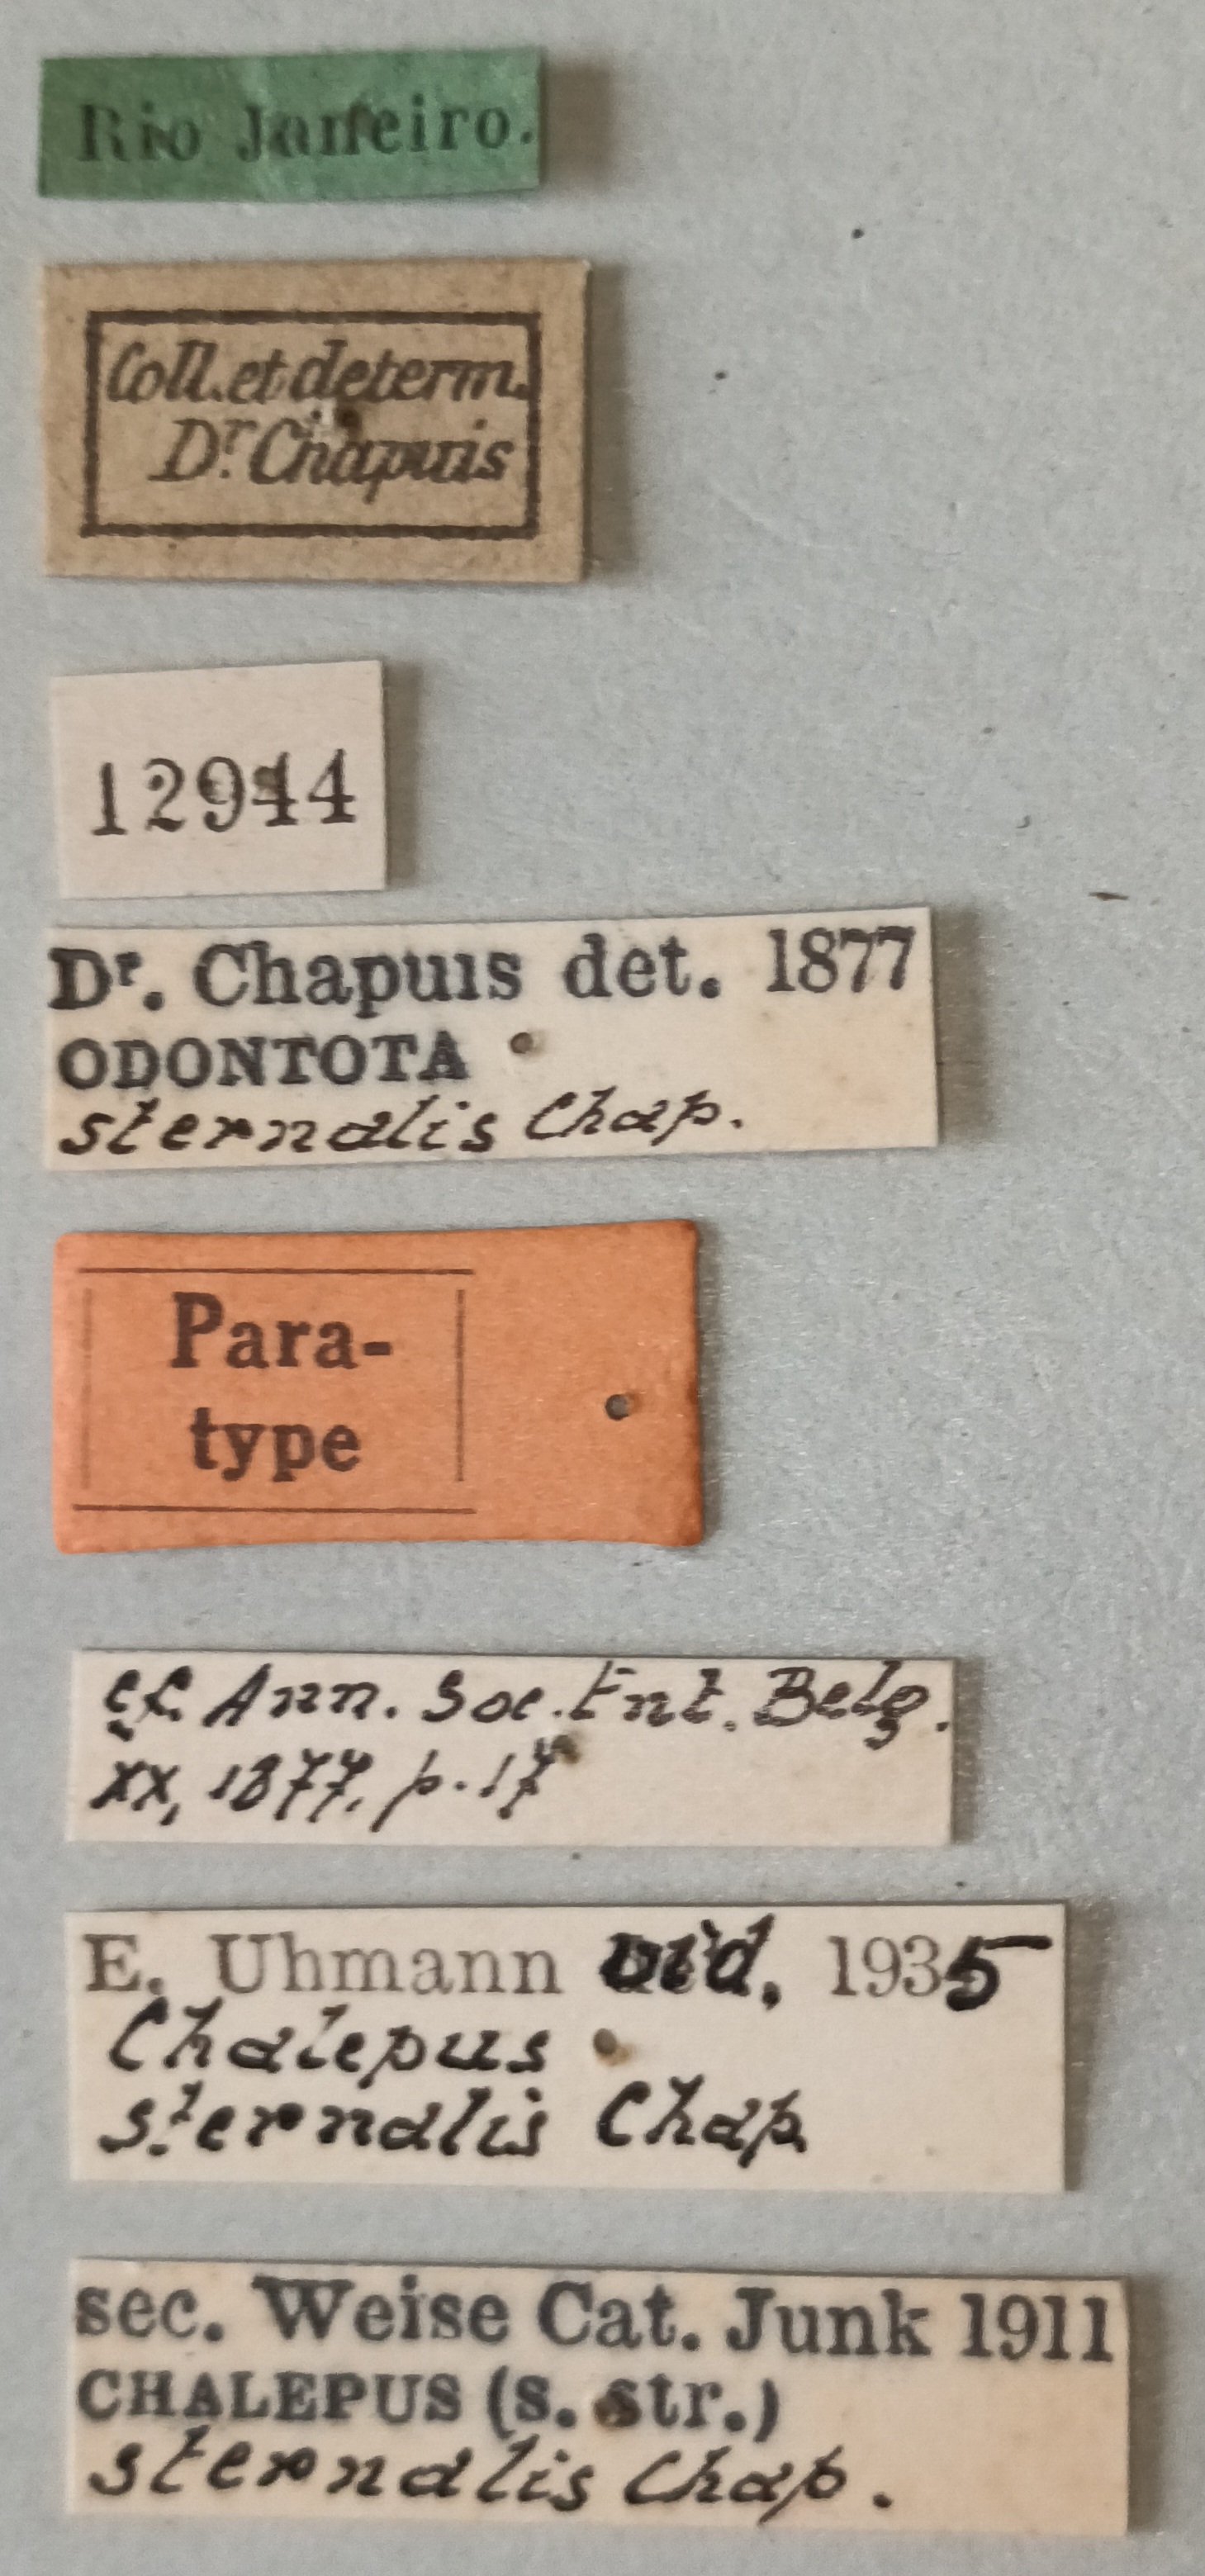 Rio Janeiro.
Coll. et determ.
Dr. Chapuis
12944
Dr. Chapuis det. 1877
ODONTOTA
sternalis Chap.
Para-
type
cf. Ann. Soc. Ent. Belg.
XX, 1877, p. 17
E. Uhmann vid, 1935
Chalepus
sternalis Chap.
sec. Weise Cat. Junk 1911
CHALEPUS (s. str.)
sternalis Chap.